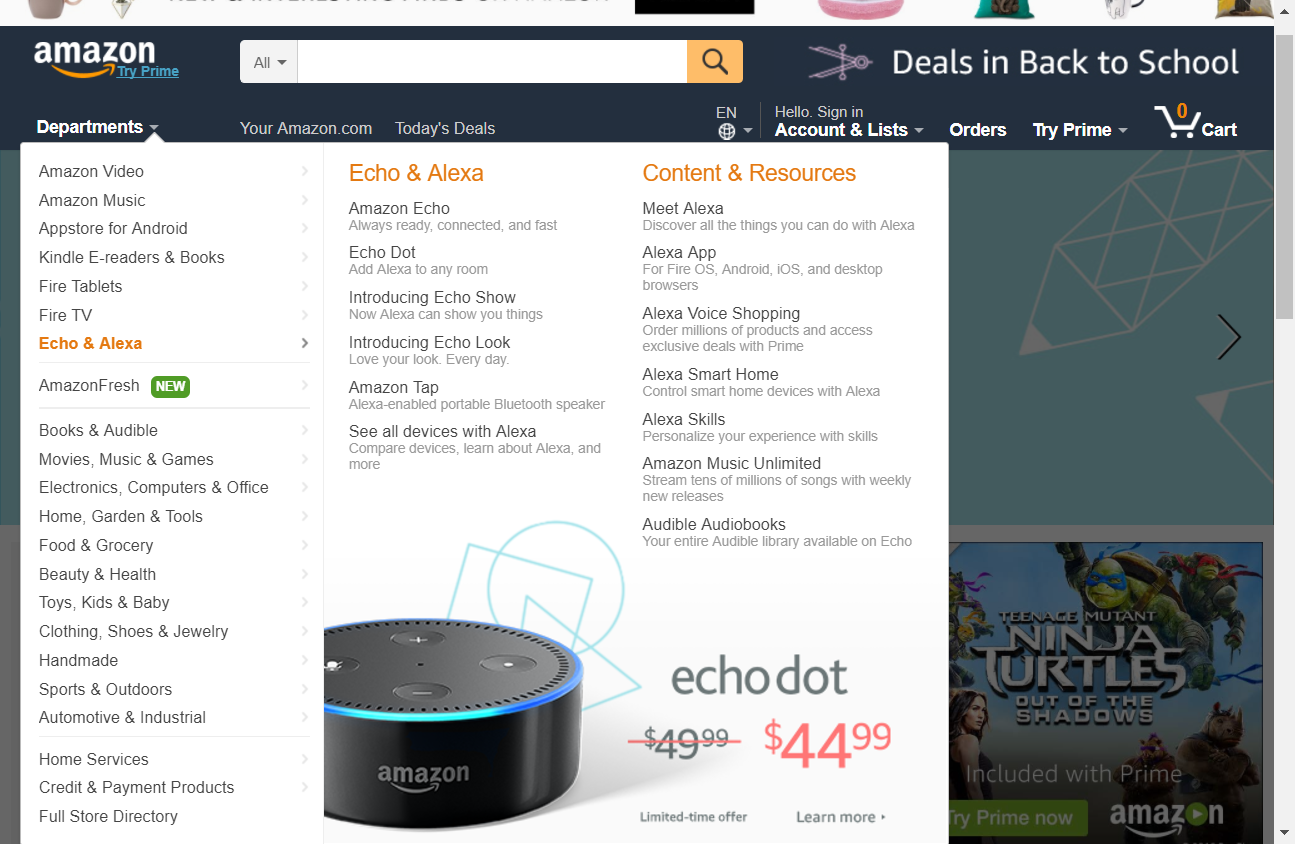 amazon
Try Prime
All
Deals in Back to School
Departments
Your Amazon.com
Today's Deals
EN
Hello. Sign in
Account & Lists
Orders
Try Prime
0
Cart
Amazon Video
Amazon Music
Appstore for Android
Kindle E-readers & Books
Fire Tablets
Fire TV
Echo & Alexa
AmazonFresh NEW
Books & Audible
Movies, Music & Games
Electronics, Computers & Office
Home, Garden & Tools
Food & Grocery
Beauty & Health
Toys, Kids & Baby
Clothing, Shoes & Jewelry
Handmade
Sports & Outdoors
Automotive & Industrial
Home Services
Credit & Payment Products
Full Store Directory
Echo & Alexa
Amazon Echo
Always ready, connected, and fast
Echo Dot
Add Alexa to any room
Introducing Echo Show
Now Alexa can show you things
Introducing Echo Look
Love your look. Every day.
Amazon Tap
Alexa-enabled portable Bluetooth speaker
See all devices with Alexa
Compare devices, learn about Alexa, and
more
Content & Resources
Meet Alexa
Discover all the things you can do with Alexa
Alexa App
For Fire OS, Android, iOS, and desktop
browsers
Alexa Voice Shopping
Order millions of products and access
exclusive deals with Prime
Alexa Smart Home
Control smart home devices with Alexa
Alexa Skills
Personalize your experience with skills
Amazon Music Unlimited
Stream tens of millions of songs with weekly
new releases
Audible Audiobooks
Your entire Audible library available on Echo
amazon
echo dot
$49.99 $44.99
Limited-time offer
Learn more
TEENAGE MUTANT
NINJA
TURTLES
OUT OF THE
SHADOWS
Included with Prime
Try Prime now
amazon